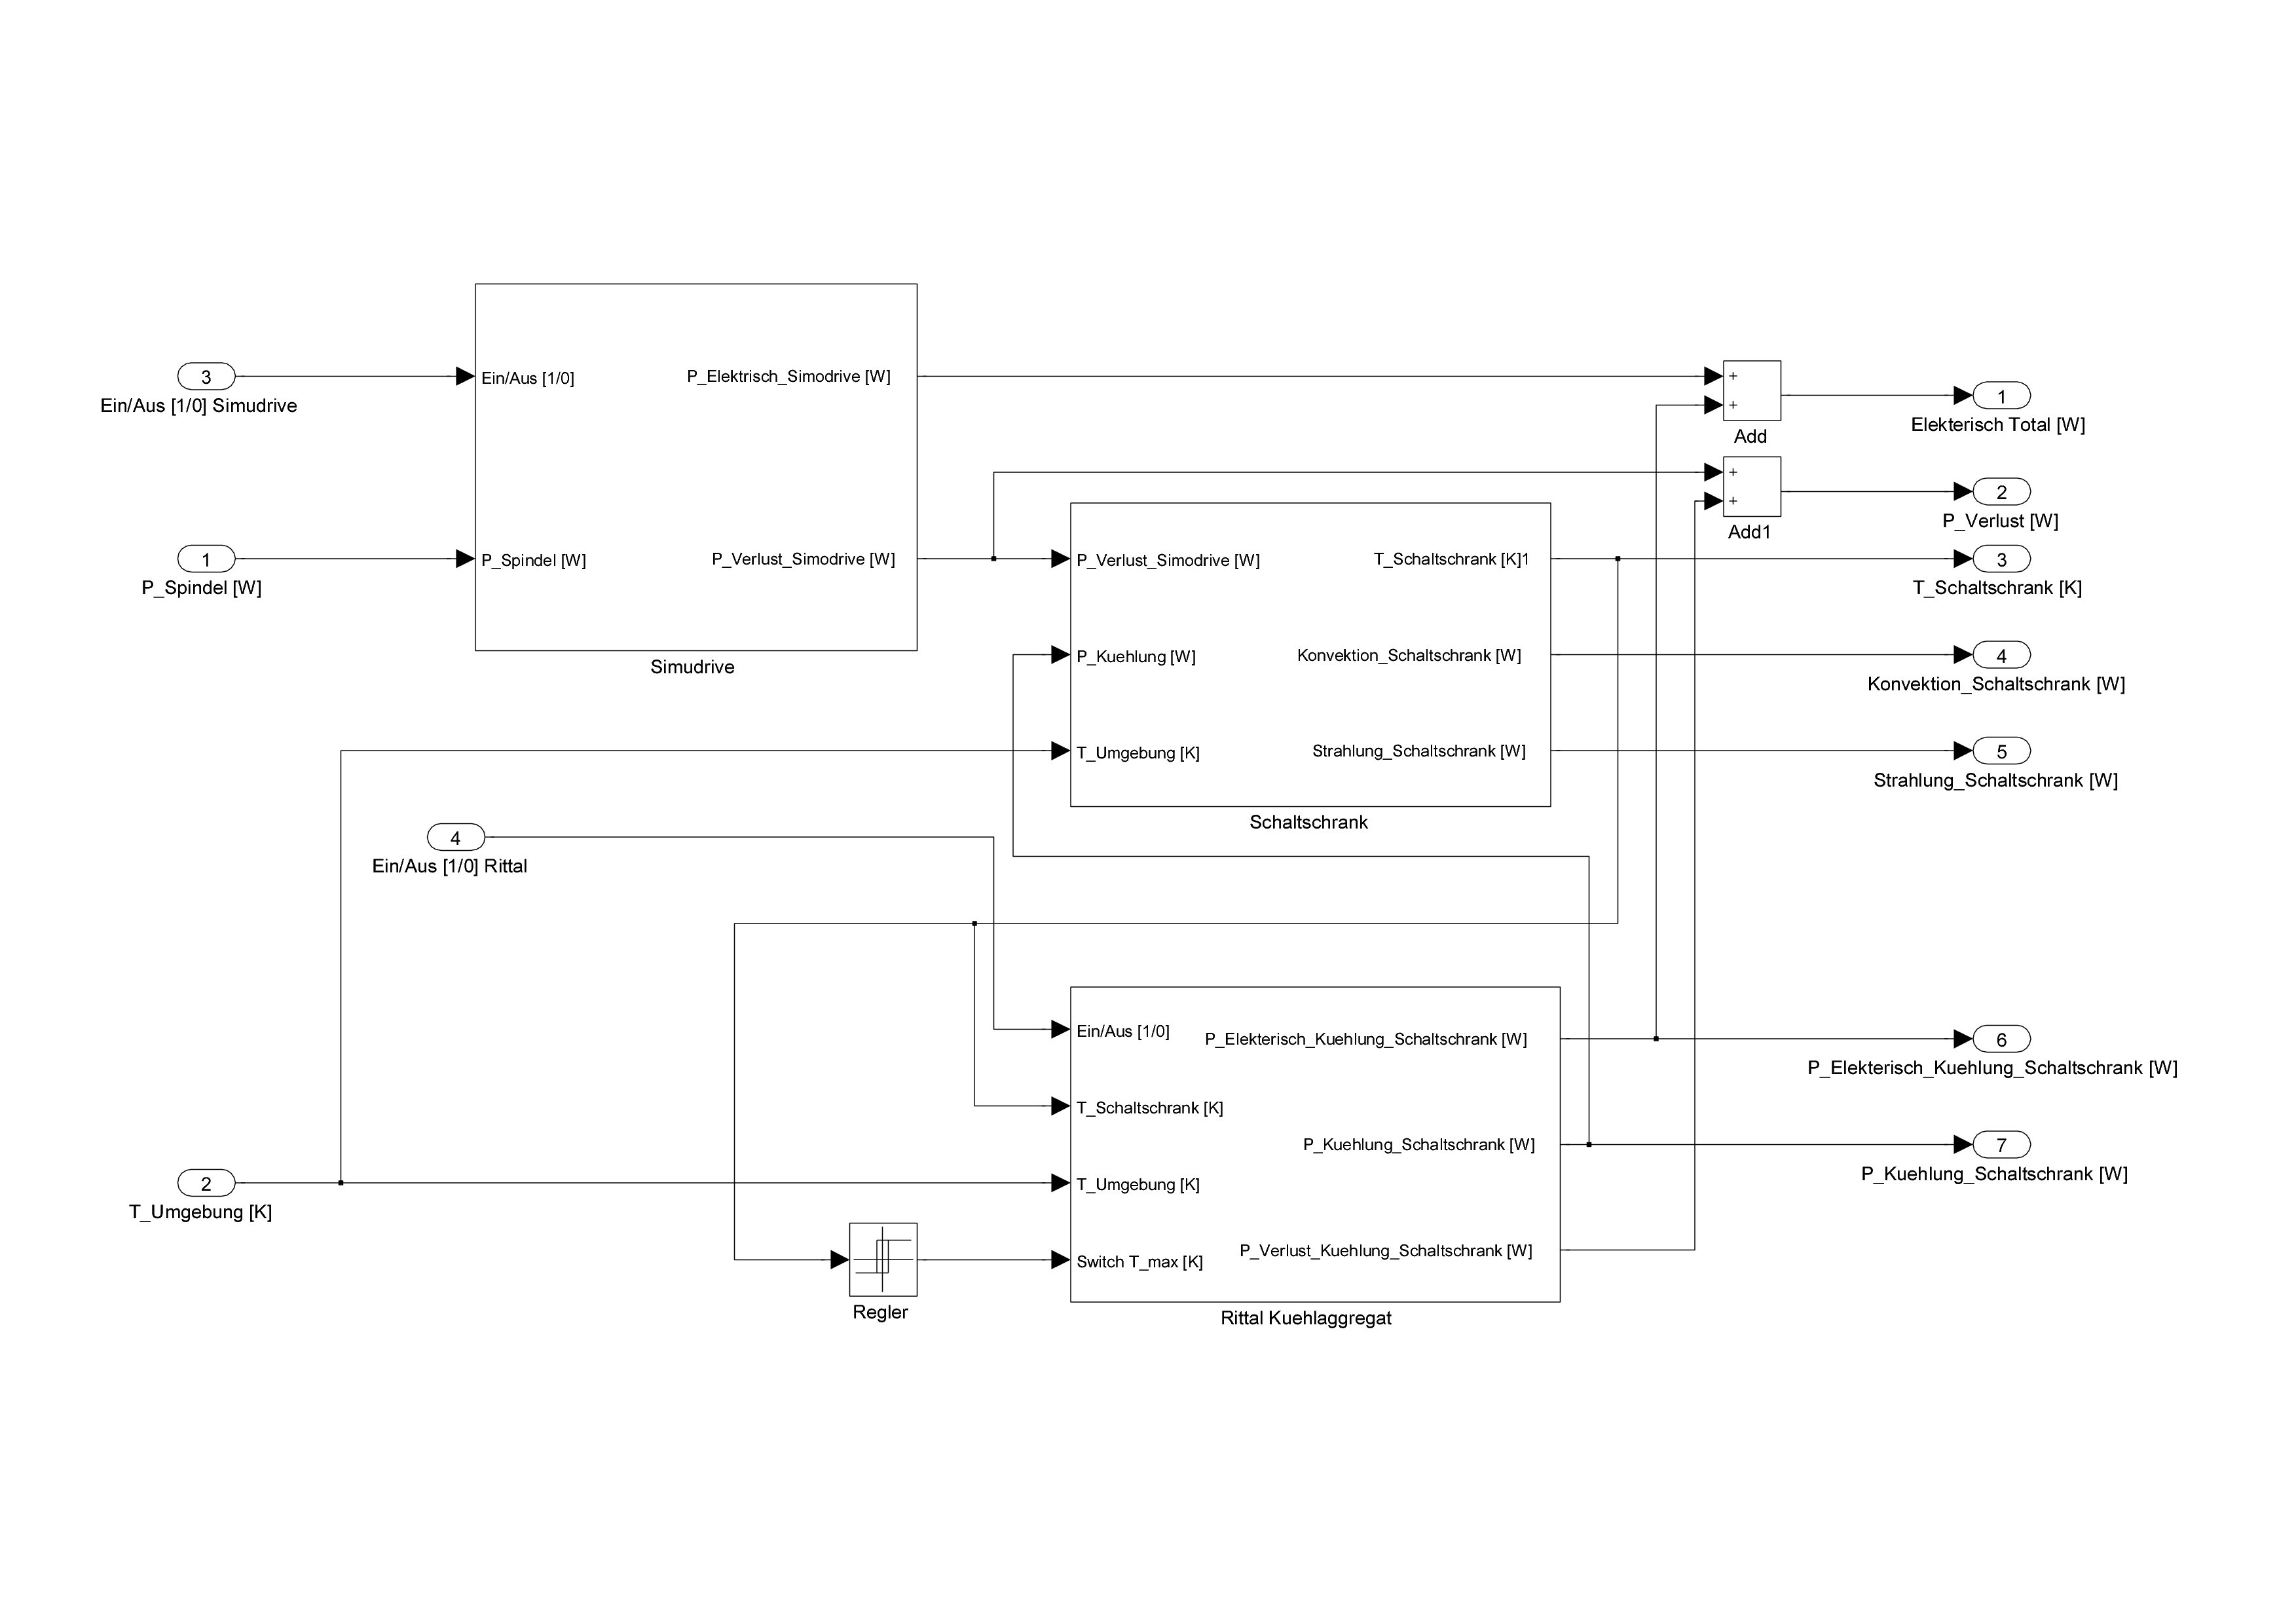 3
Ein/Aus [1/0] Simudrive
1
P_Spindel [W]
Ein/Aus [1/0]
P_Elektrisch_Simodrive [W]
P_Spindel [W]
P_Verlust_Simodrive [W]
Simudrive
+
+
Add
1
Elekterisch Total [W]
+
+
Add1
2
P_Verlust [W]
P_Verlust_Simodrive [W]
T_Schaltschrank [K]1
P_Kuehlung [W]
Konvektion_Schaltschrank [W]
T_Umgebung [K]
Strahlung_Schaltschrank [W]
Schaltschrank
3
T_Schaltschrank [K]
4
Konvektion_Schaltschrank [W]
5
Strahlung_Schaltschrank [W]
4
Ein/Aus [1/0] Rittal
2
T_Umgebung [K]
Regler
Ein/Aus [1/0]
P_Elekterisch_Kuehlung_Schaltschrank [W]
T_Schaltschrank [K]
P_Kuehlung_Schaltschrank [W]
T_Umgebung [K]
P_Verlust_Kuehlung_Schaltschrank [W]
Switch T_max [K]
Rittal Kuehlaggregat
6
P_Elekterisch_Kuehlung_Schaltschrank [W]
7
P_Kuehlung_Schaltschrank [W]